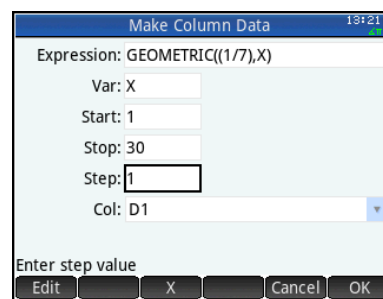 Make Column Data 13:21
∡π
Expression: GEOMETRIC((1/7),X)
Var: X
Start: 1
Stop: 30
Step: 1
Col: D1
Enter step value
Edit X Cancel OK